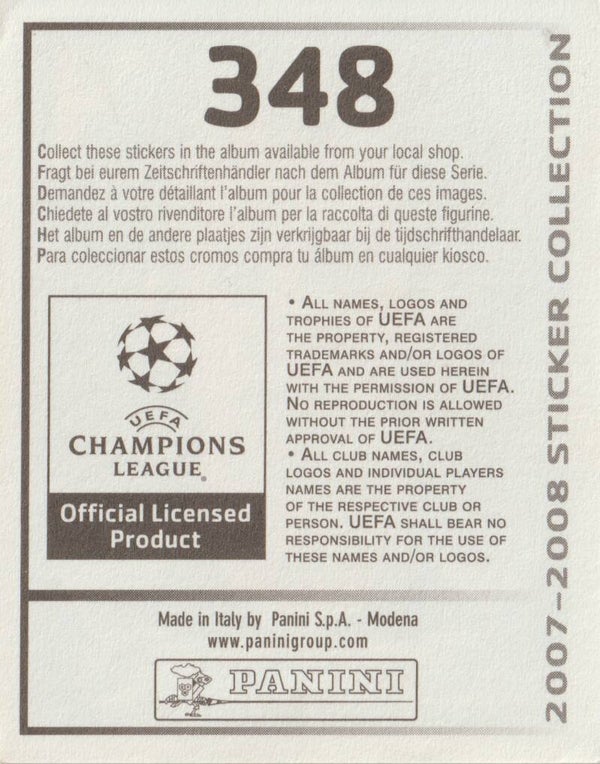 348
Collect these stickers in the album available from your local shop.
Fragt bei eurem Zeitschriftenhändler nach dem Album für diese Serie.
Demandez à votre détaillant l'album pour la collection de ces images.
Chiedete al vostro rivenditore l'album per la raccolta di queste figurine.
Het album en de andere plaatjes zijn verkrijgbaar bij de tijdschrifthandelaar.
Para coleccionar estos cromos compra tu álbum en cualquier kiosco.
UEFA
CHAMPIONS
LEAGUE®
Official Licensed
Product
• ALL NAMES, LOGOS AND
TROPHIES OF UEFA ARE
THE PROPERTY, REGISTERED
TRADEMARKS AND/OR LOGOS OF
UEFA AND ARE USED HEREIN
WITH THE PERMISSION OF UEFA.
NO REPRODUCTION IS ALLOWED
WITHOUT THE PRIOR WRITTEN
APPROVAL OF UEFA.
• ALL CLUB NAMES, CLUB
LOGOS AND INDIVIDUAL PLAYERS
NAMES ARE THE PROPERTY
OF THE RESPECTIVE CLUB OR
PERSON. UEFA SHALL BEAR NO
RESPONSIBILITY FOR THE USE OF
THESE NAMES AND/OR LOGOS.
Made in Italy by Panini S.p.A. - Modena
www.paninigroup.com
PANINI
2007-2008 STICKER COLLECTION